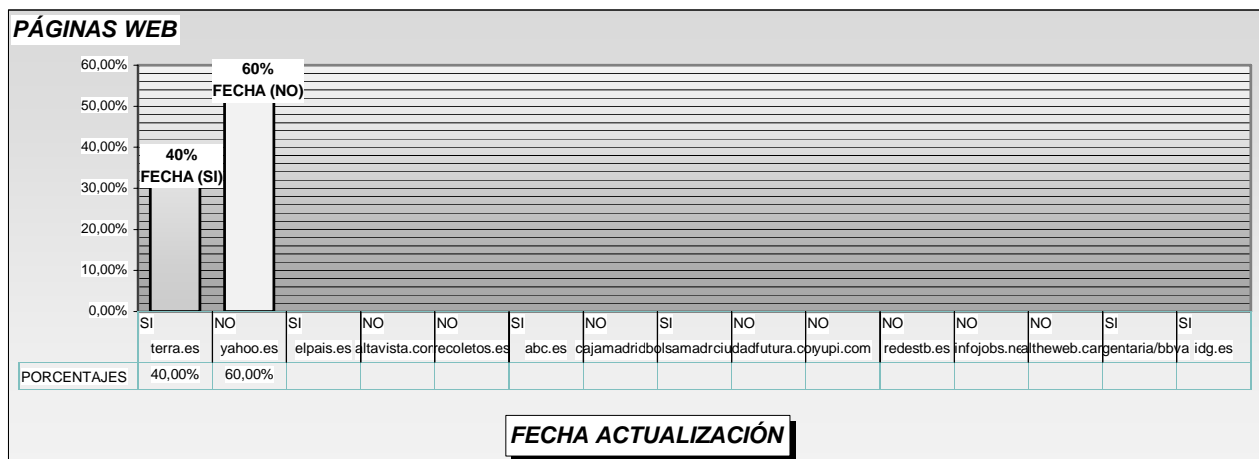 PÁGINAS WEB
60,00%
50,00%
40,00%
30,00%
20,00%
10,00%
0,00%
60%
FECHA (NO)
40%
FECHA (SI)
SI NO SI NO NO SI NO SI NO NO NO NO NO SI SI
terra.es yahoo.es elpais.es altavista.com recoletos.es abc.es cajamadrid bolsamadr ciudadfutura.com yupi.com redestb.es infojobs.ne altheweb.c argentaria/bbva idg.es
PORCENTAJES 40,00% 60,00%
FECHA ACTUALIZACIÓN